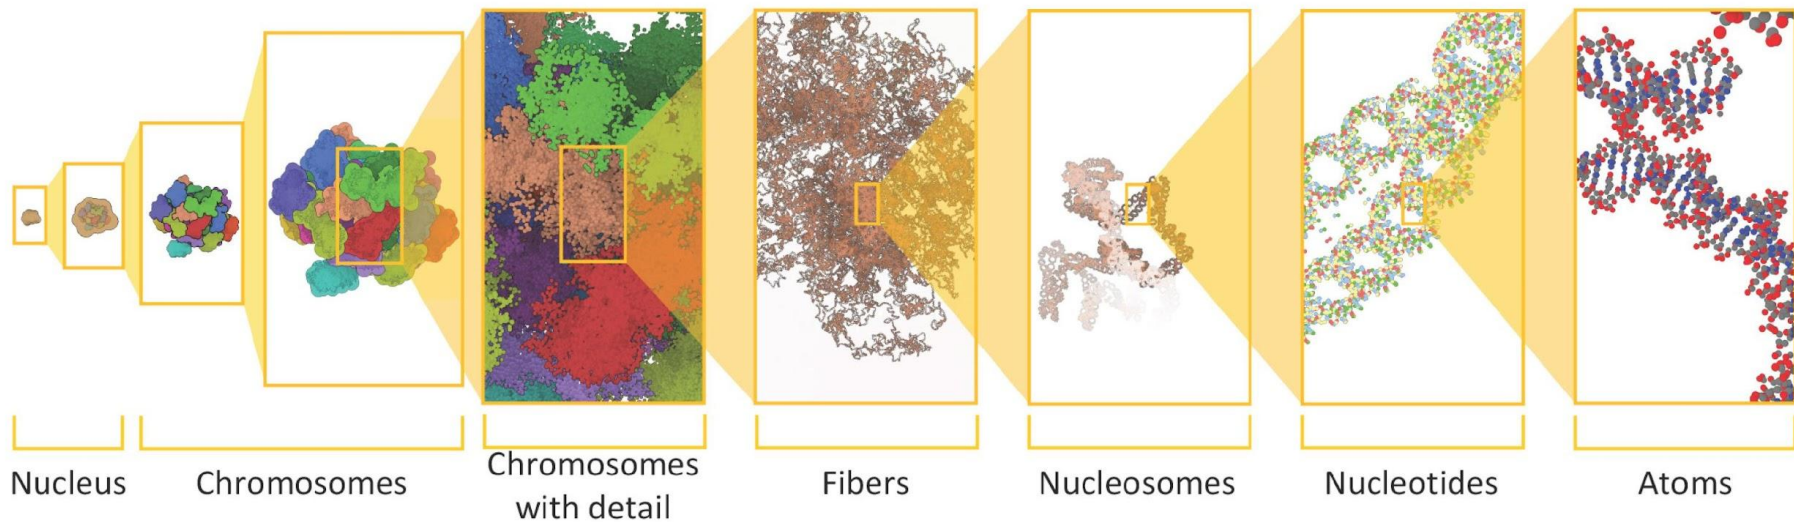 Nucleus
Chromosomes
Chromosomes
with detail
Fibers
Nucleosomes
Nucleotides
Atoms